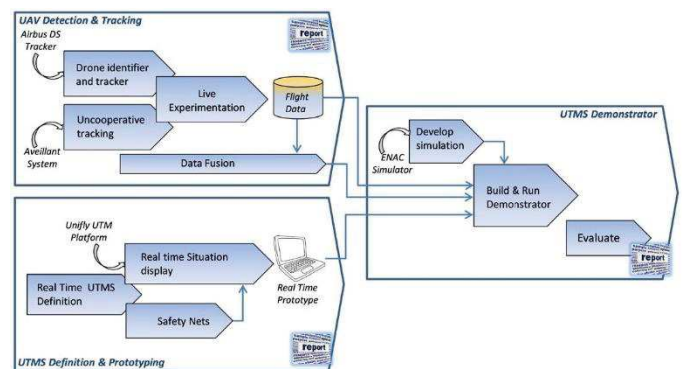 UAV Detection & Tracking
report
Airbus DS
Tracker
Drone identifier
and tracker
Live
Experimentation
Flight
Data
Uncooperative
tracking
Aveillant
System
Data Fusion
UTMS Demonstrator
Develop
simulation
ENAC
Simulator
Build & Run
Demonstrator
Evaluate
report
Unifly UTM
Platform
Real time Situation
display
Real Time
Prototype
Real Time UTMS
Definition
Safety Nets
report
UTMS Definition & Prototyping